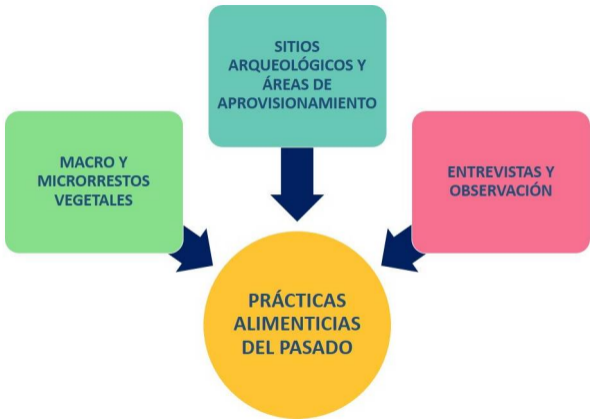 SITIOS
ARQUEOLÓGICOS Y
ÁREAS DE
APROVISIONAMIENTO
MACRO Y
MICRORRESTOS
VEGETALES
ENTREVISTAS Y
OBSERVACIÓN
PRÁCTICAS
ALIMENTICIAS
DEL PASADO